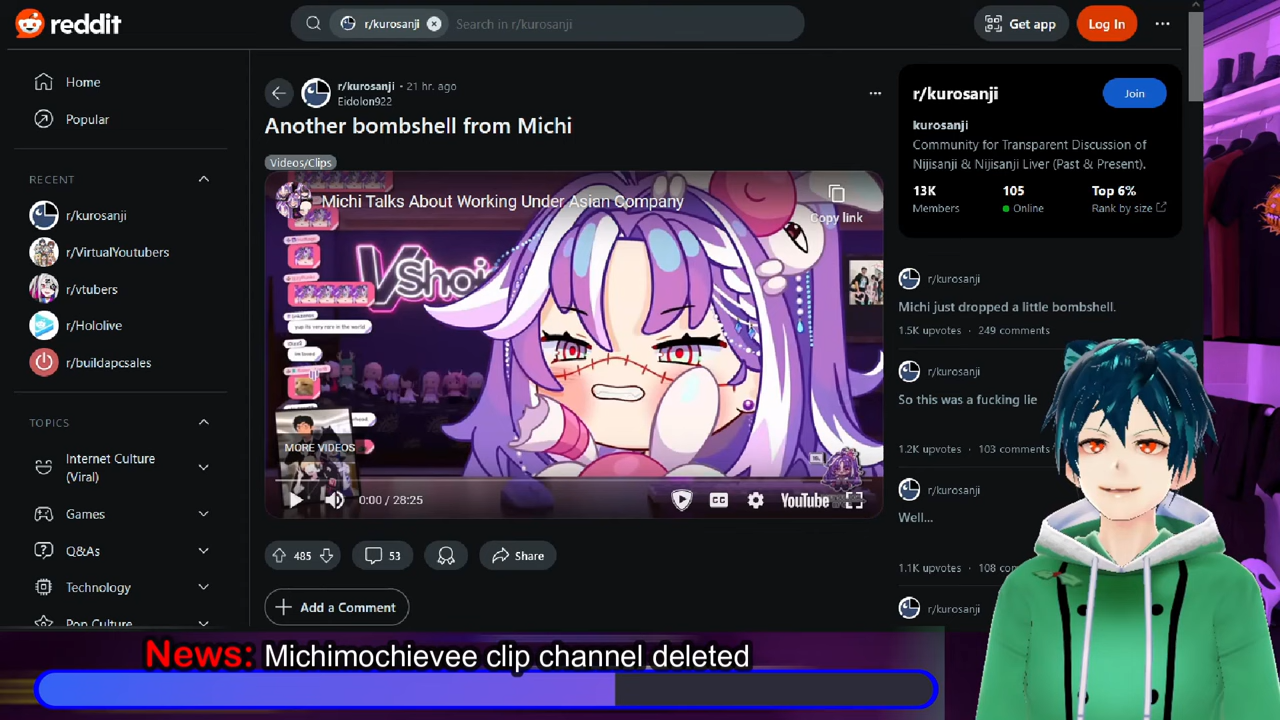 reddit
r/kurosanji
Search in r/kurosanji
Get app
Log In
Home
Popular
RECENT
r/kurosanji
r/VirtualYoutubers
r/vtubers
r/Hololive
r/buildapcsales
TOPICS
Internet Culture
(Viral)
Games
Q&As
Technology
Pop Culture
r/kurosanji • 21 hr. ago
Eidolon922
Another bombshell from Michi
Videos/Clips
Michi Talks About Working Under Asian Company
Copy link
VShoj
MORE VIDEOS
0:00 / 28:25
CC
YouTube
485
53
Share
Add a Comment
r/kurosanji
Join
kurosanji
Community for Transparent Discussion of
Nijisanji & Nijisanji Liver (Past & Present).
13K
105
Top 6%
Members
Online
Rank by size
r/kurosanji
Michi just dropped a little bombshell.
1.5K upvotes • 249 comments
r/kurosanji
So this was a fucking lie
1.2K upvotes • 103 comments
r/kurosanji
Well...
1.1K upvotes • 108 com
r/kurosanji
News: Michimochievee clip channel deleted